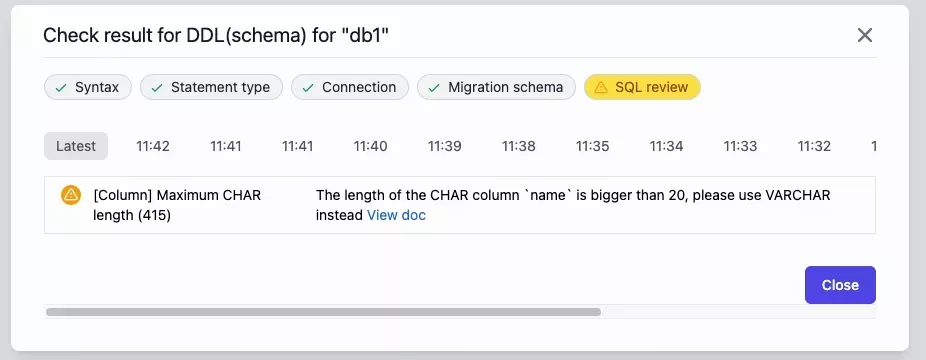 Check result for DDL(schema) for "db1"
Syntax Statement type Connection Migration schema SQL review
Latest 11:42 11:41 11:41 11:40 11:39 11:38 11:35 11:34 11:33 11:32 1
[Column] Maximum CHAR The length of the CHAR column `name` is bigger than 20, please use VARCHAR
length (415) instead View doc
Close